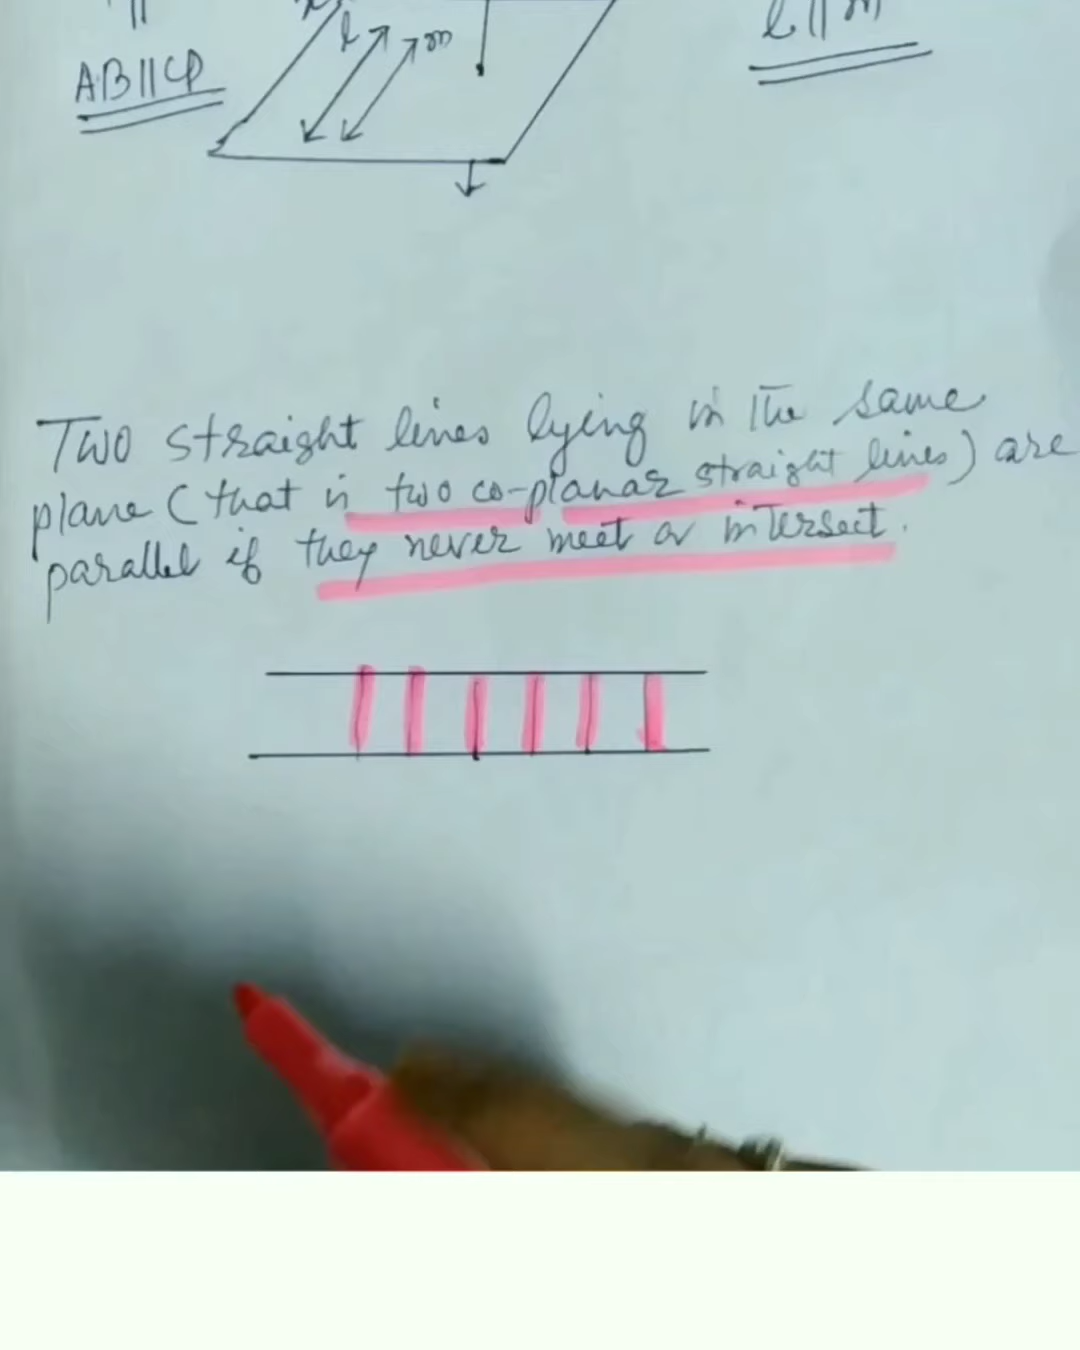 l || m
l
m
AB || CD
Two straight lines lying in the same
plane ( that is two co-planar straight lines ) are
parallel if they never meet or intersect.